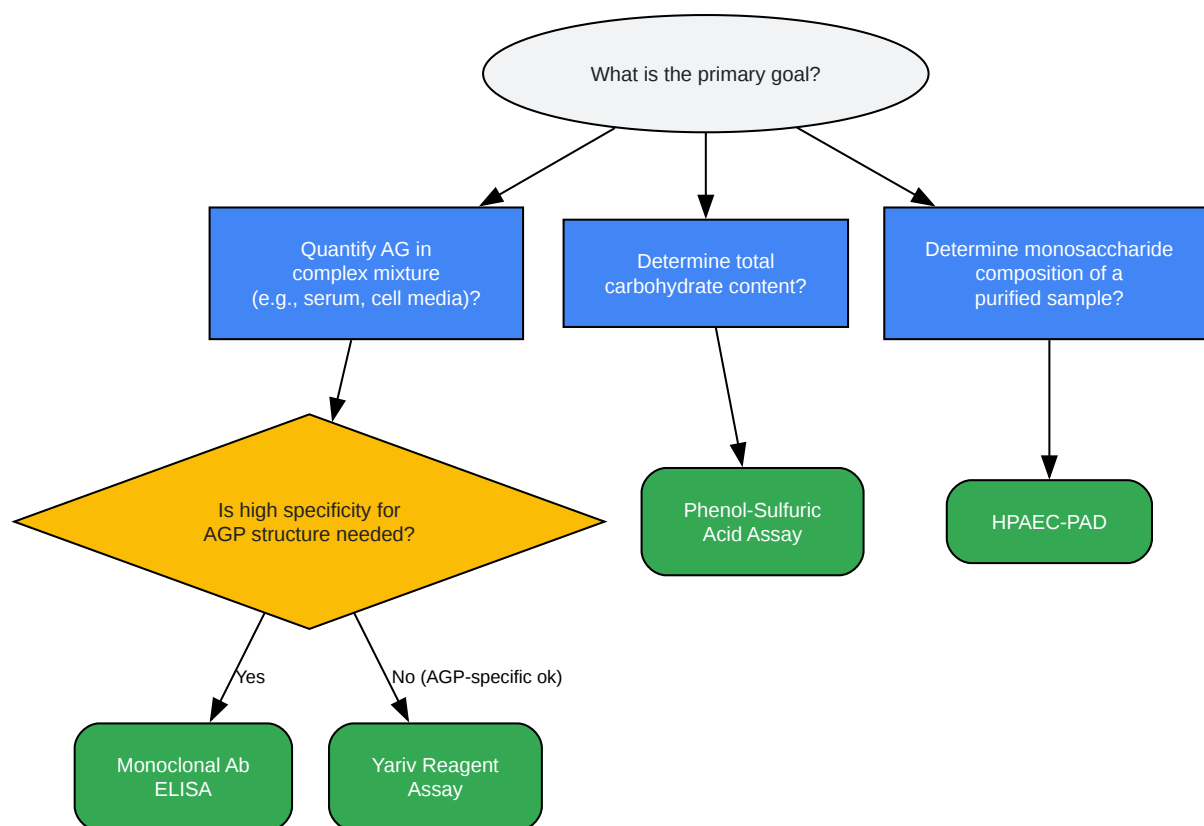 What is the primary goal?
Quantify AG in
complex mixture
(e.g., serum, cell media)?
Determine total
carbohydrate content?
Determine monosaccharide
composition of a
purified sample?
Is high specificity for
AGP structure needed?
Phenol-Sulfuric
Acid Assay
HPAEC-PAD
Yes
No (AGP-specific ok)
Monoclonal Ab
ELISA
Yariv Reagent
Assay